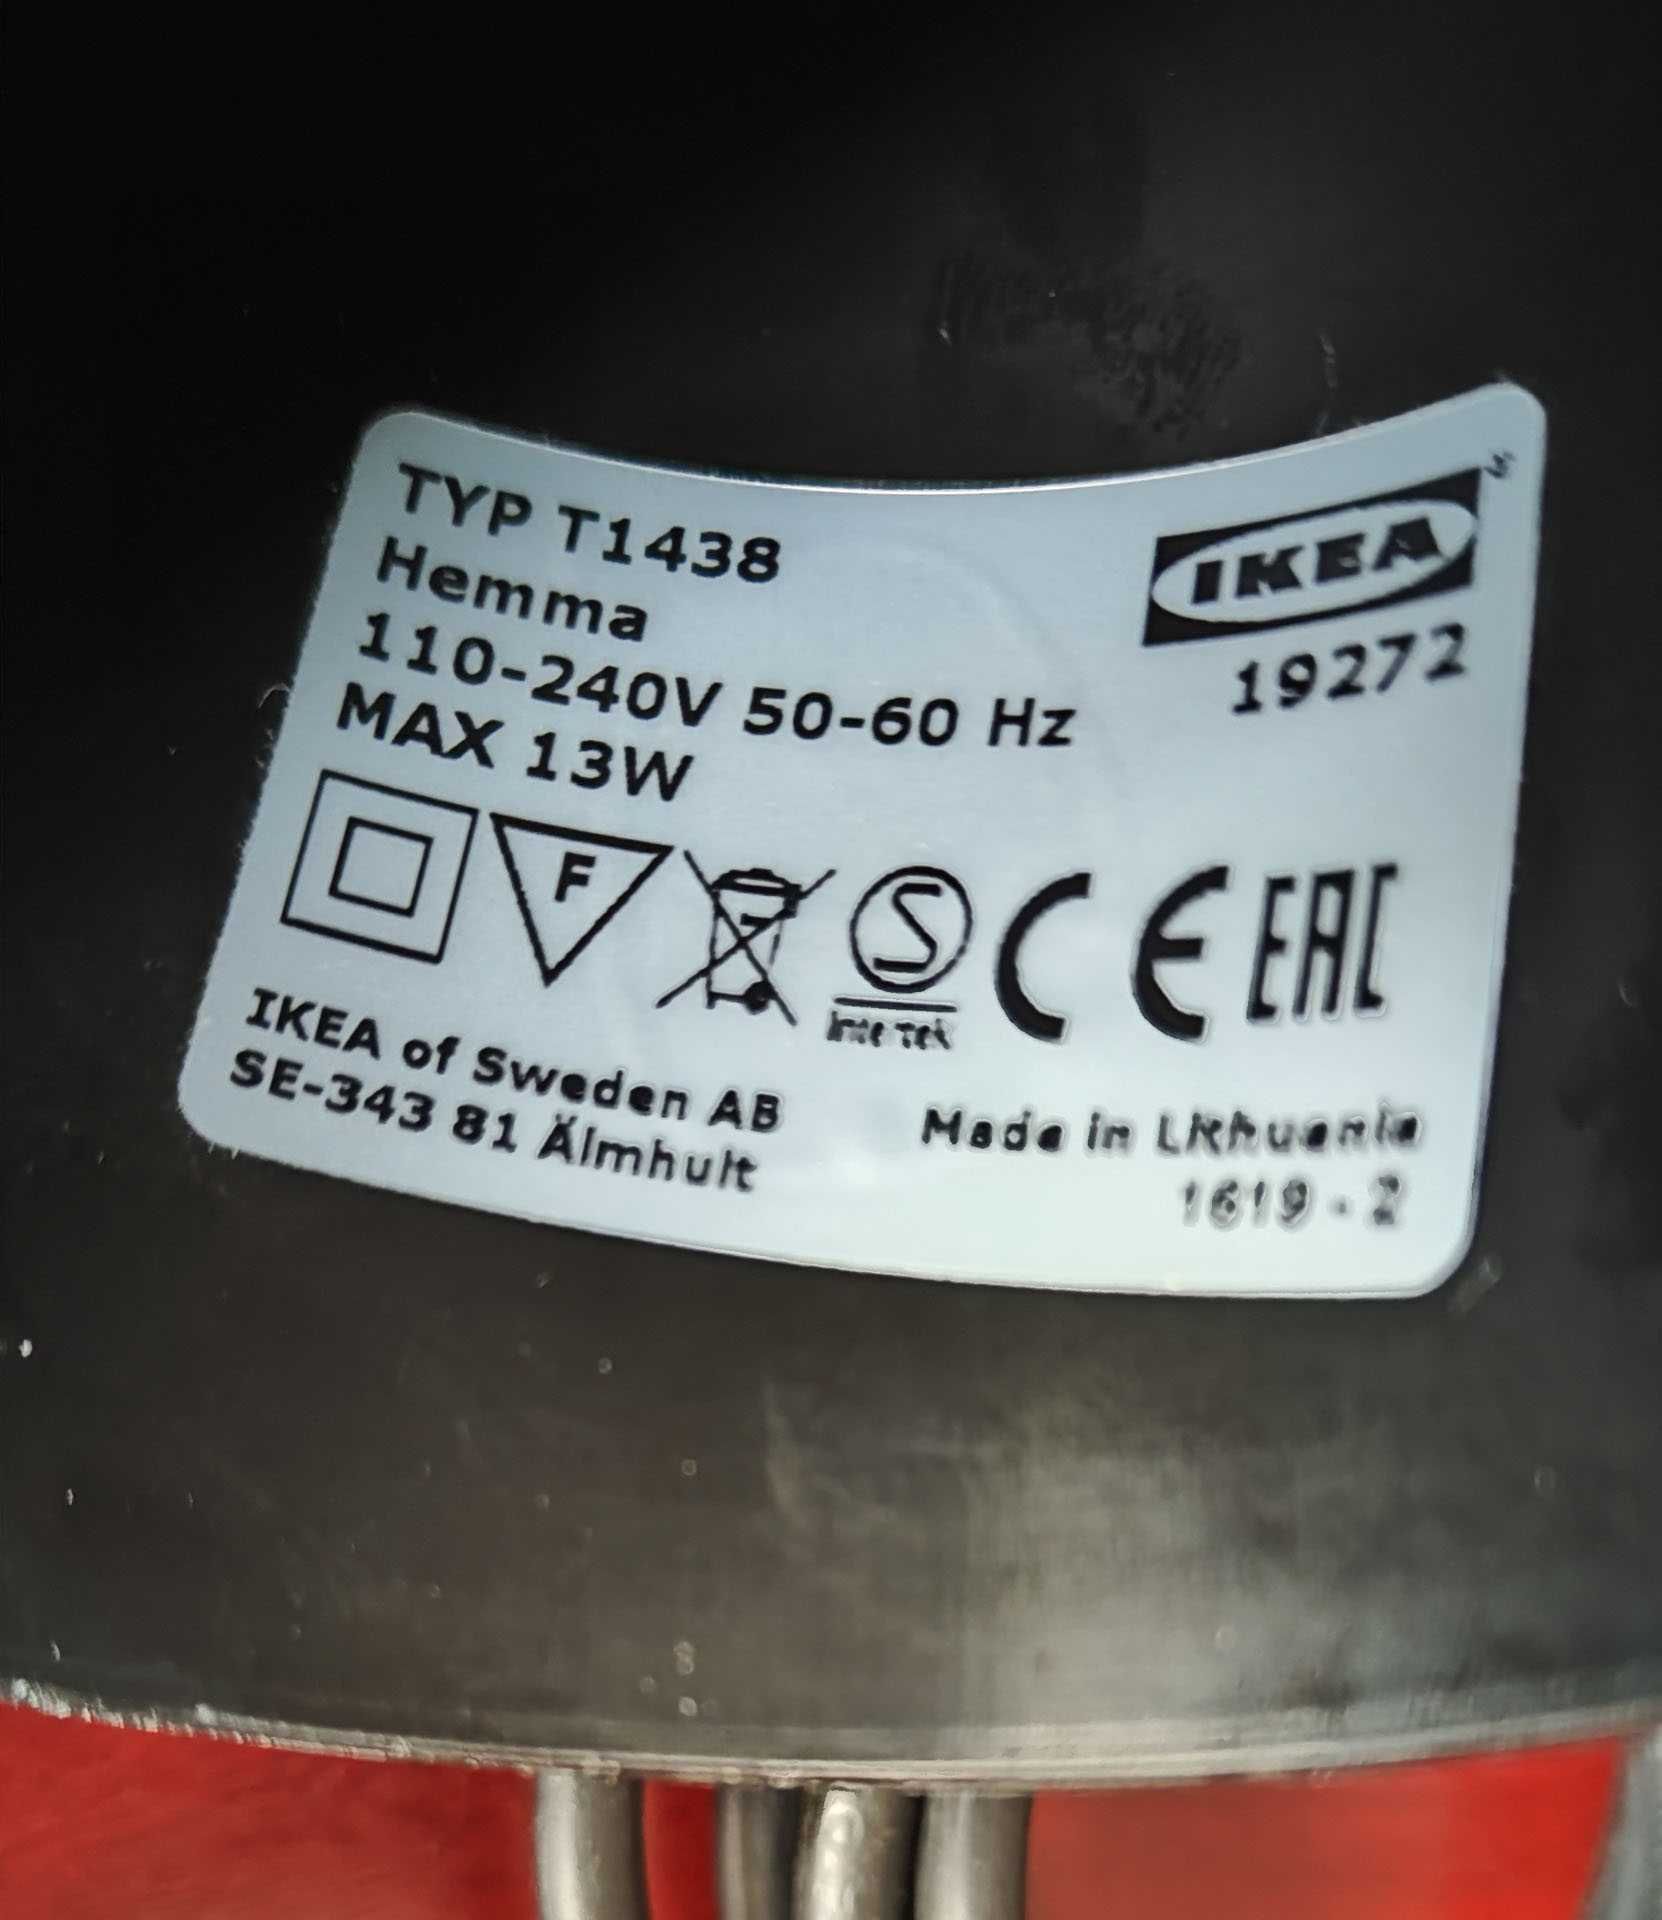 TYP T1438
Hemma
110-240V 50-60 Hz
MAX 13W
IKEA
19272
F
S
Intertek
CE
EAC
IKEA of Sweden AB
SE-343 81 Älmhult
Made in Lithuania
1619 - 2